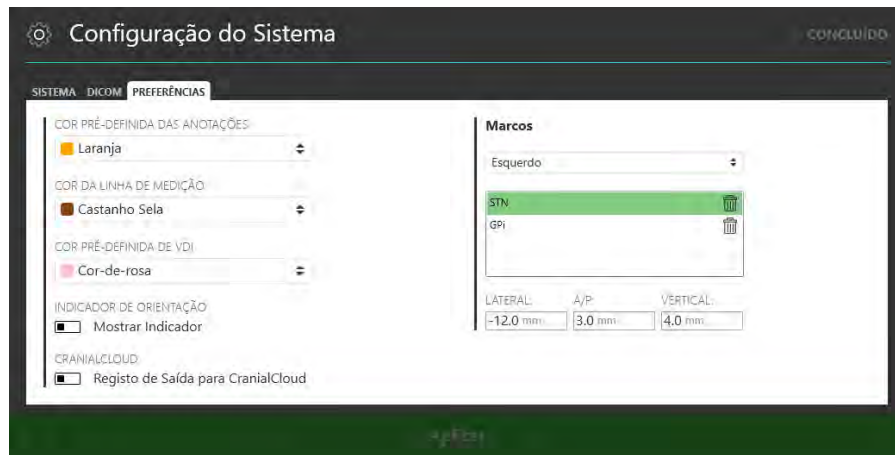 Configuração do Sistema
CONCLUÍDO
SISTEMA DICOM PREFERÊNCIAS
COR PRÉ-DEFINIDA DAS ANOTAÇÕES
Laranja
COR DA LINHA DE MEDIÇÃO
Castanho Sela
COR PRÉ-DEFINIDA DE VDI
Cor-de-rosa
INDICADOR DE ORIENTAÇÃO
Mostrar Indicador
CRANIALCLOUD
Registo de Saída para CranialCloud
Marcos
Esquerdo
STN
GPi
LATERAL: A/P: VERTICAL:
-12.0 mm 3.0 mm 4.0 mm